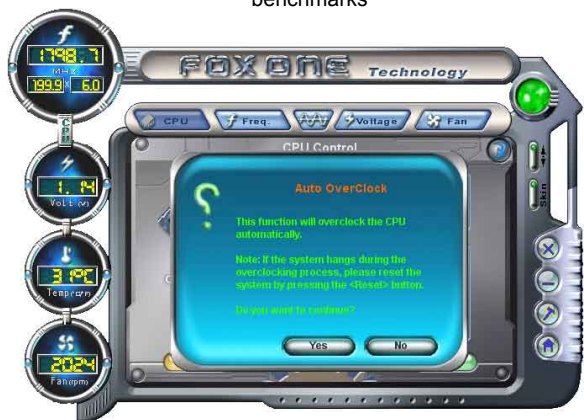 benchmarks
f
1798.7
MHX
199.9 x 6.0
FOX ONE Technology
CPU
CPU
Freq.
Voltage
Fan
CPU Control
?
1.14
Volt (v)
Skin
Auto OverClock
This function will overclock the CPU
automatically.
Note: If the system hangs during the
overclocking process, please reset the
system by pressing the <Reset> button.
Do you want to continue?
Yes
No
31°C
Temp
2024
Fan(rpm)